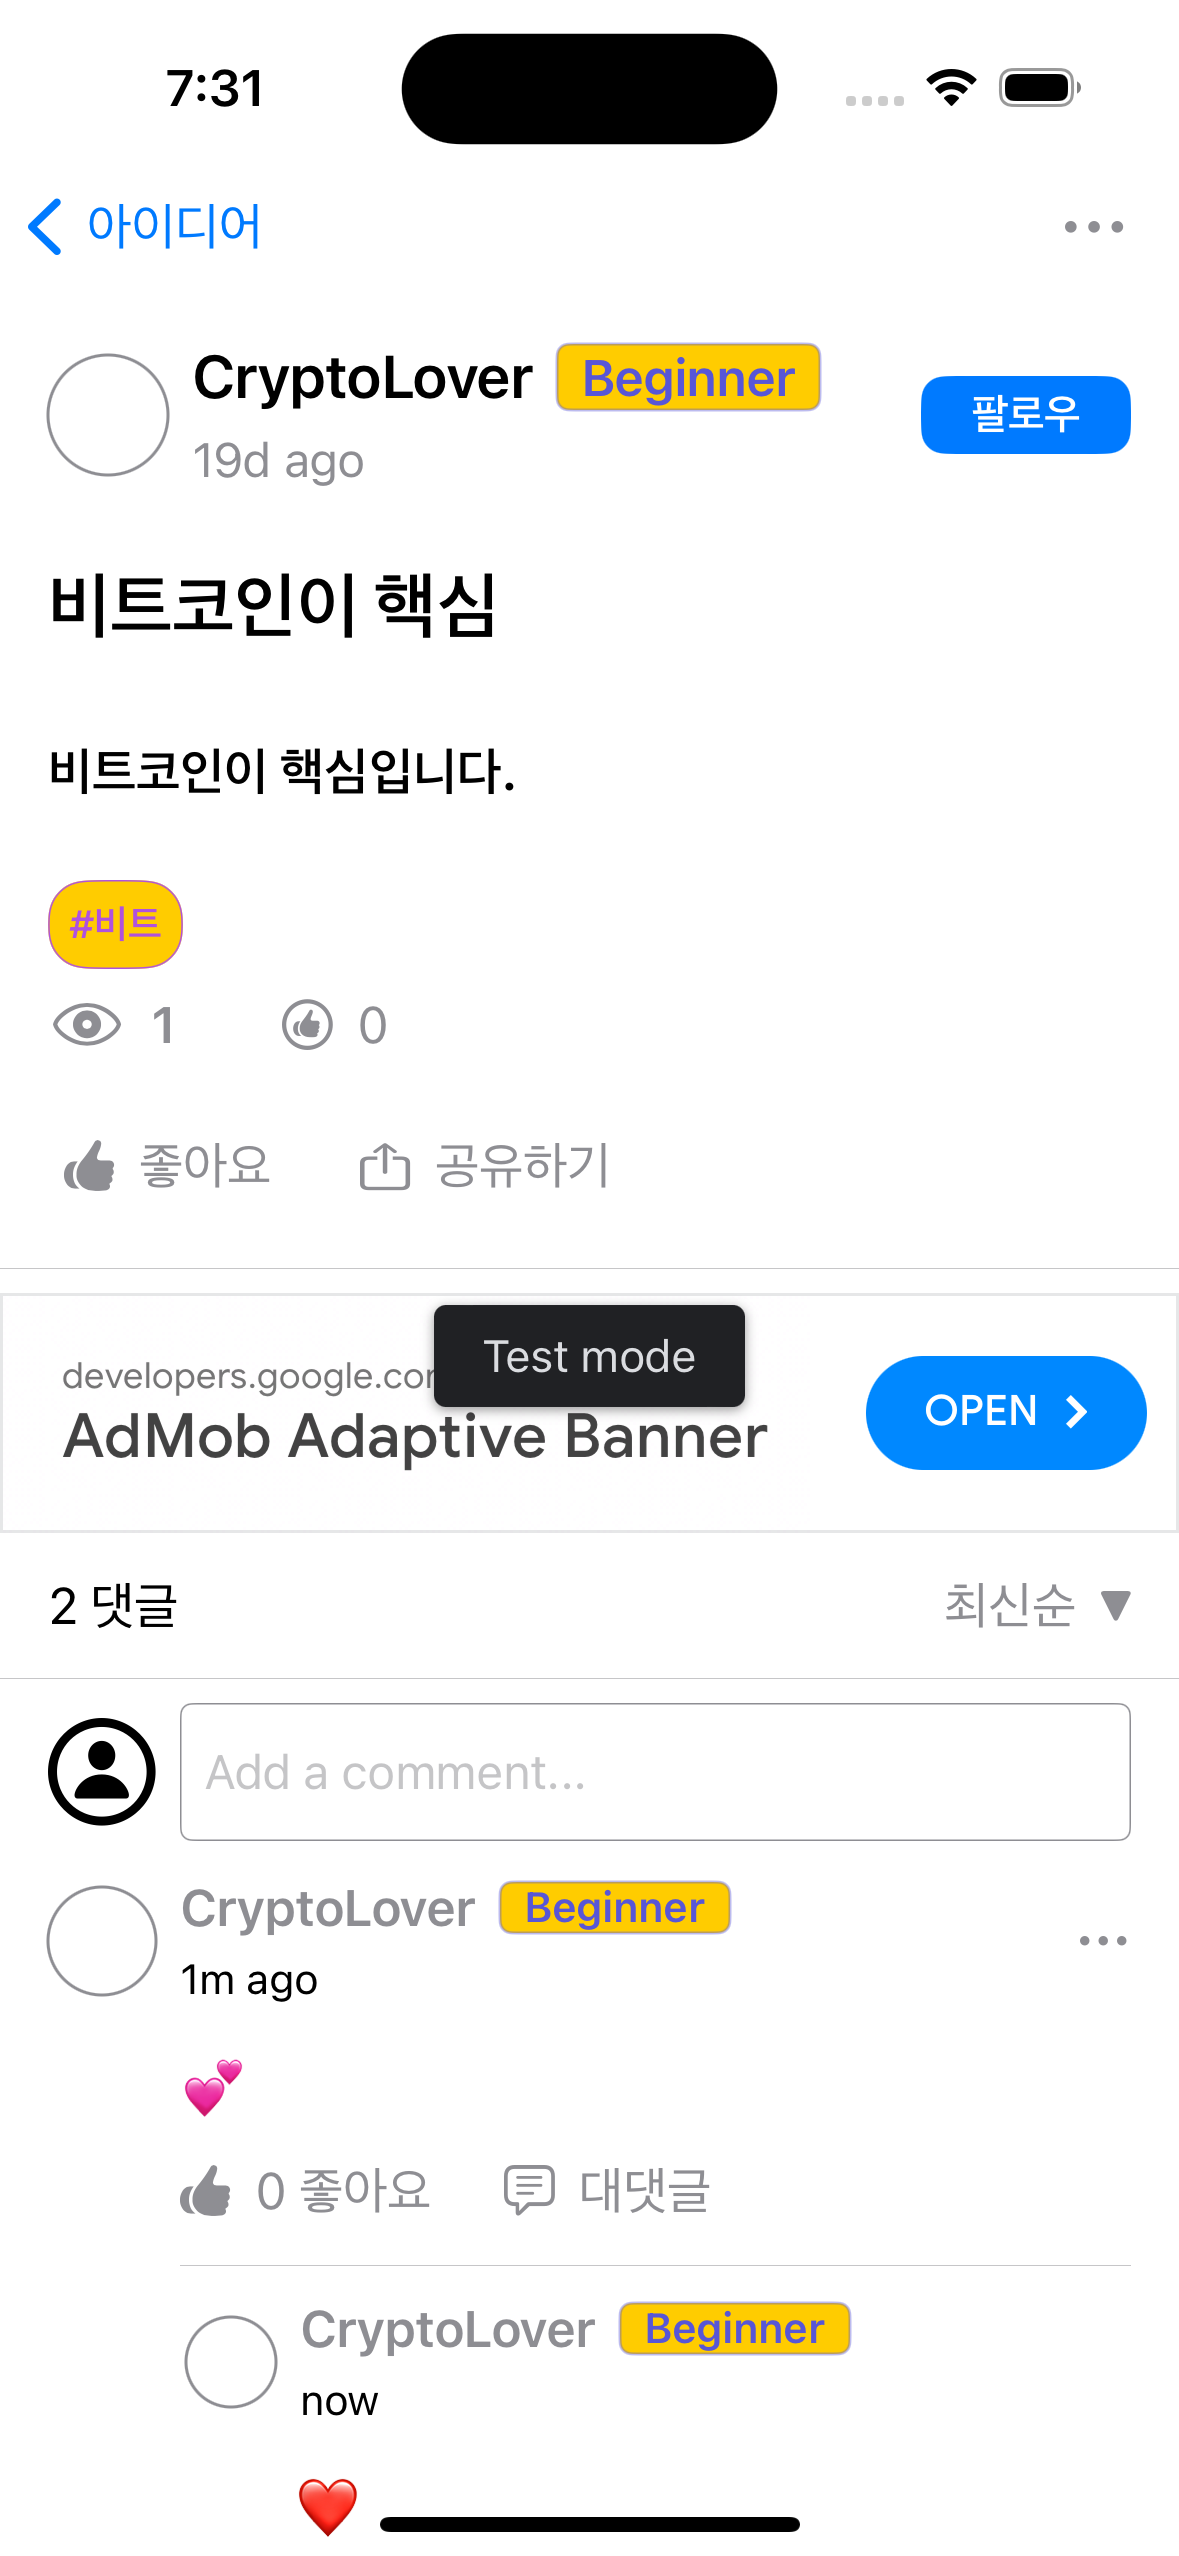 7:31
아이디어
CryptoLover Beginner
팔로우
19d ago
비트코인이 핵심
비트코인이 핵심입니다.
#비트
1 0
좋아요 공유하기
Test mode
developers.google.com
AdMob Adaptive Banner
OPEN
2 댓글 최신순
Add a comment...
CryptoLover Beginner
1m ago
💕
0 좋아요 대댓글
CryptoLover Beginner
now
❤️